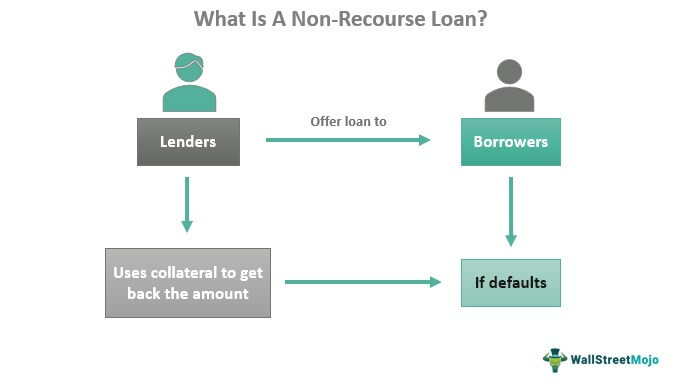 What Is A Non-Recourse Loan?
Offer loan to
Lenders
Borrowers
Uses collateral to get
back the amount
If defaults
WallStreetMojo